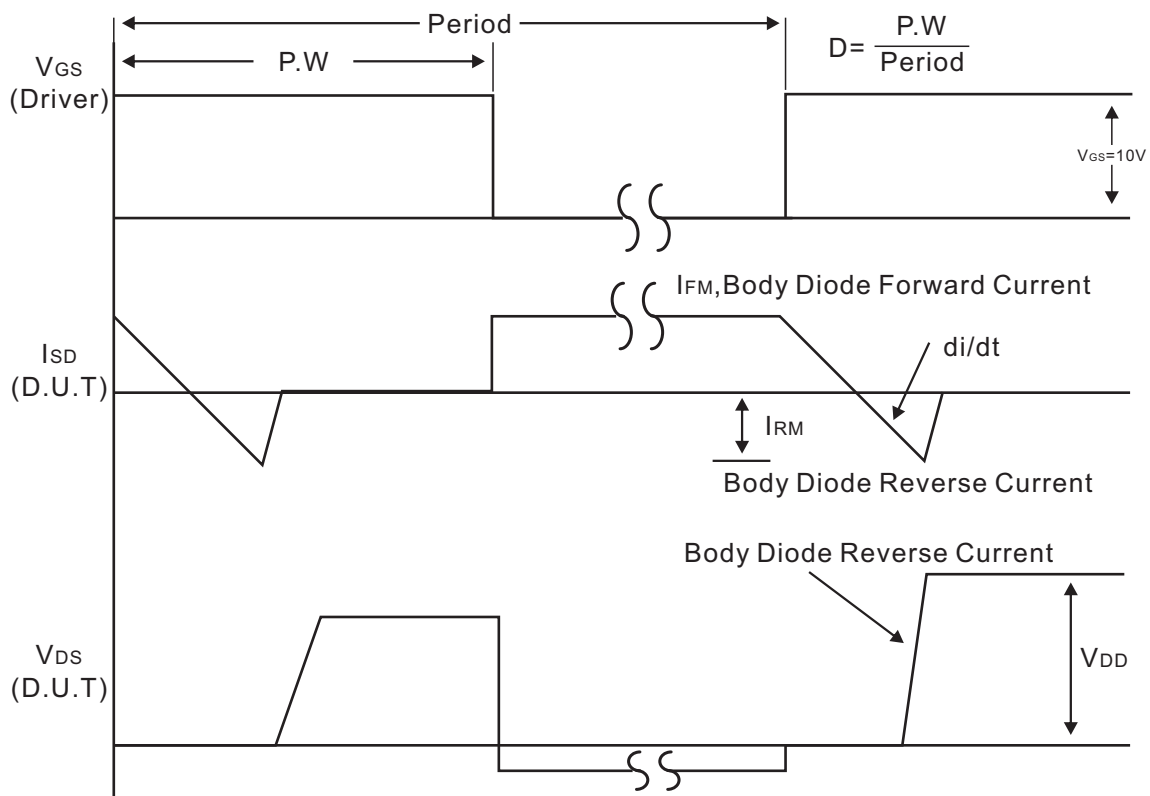 Period
P.W
D= P.W
Period
VGS
(Driver)
VGS=10V
IFM,Body Diode Forward Current
ISD
(D.U.T)
di/dt
IRM
Body Diode Reverse Current
Body Diode Reverse Current
VDS
(D.U.T)
VDD